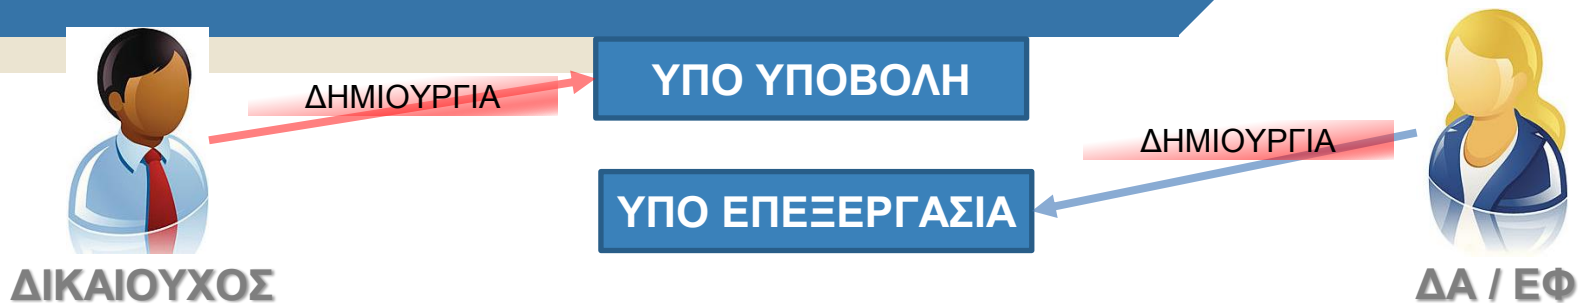 ΥΠΟ ΥΠΟΒΟΛΗ
ΔΗΜΙΟΥΡΓΙΑ
ΔΗΜΙΟΥΡΓΙΑ
ΥΠΟ ΕΠΕΞΕΡΓΑΣΙΑ
ΔΙΚΑΙΟΥΧΟΣ
ΔΑ / ΕΦ